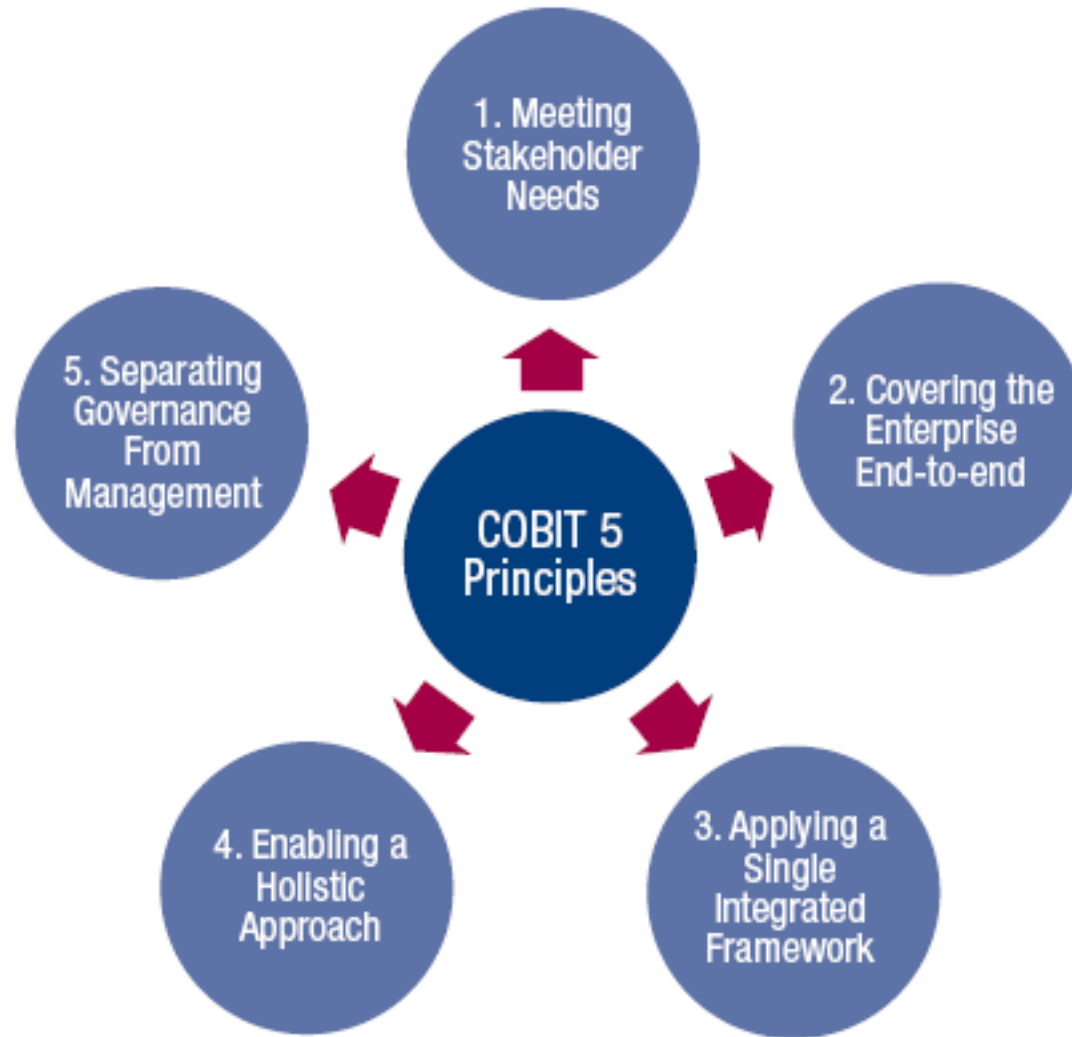 1. Meeting
Stakeholder
Needs
2. Covering the
Enterprise
End-to-end
3. Applying a
Single
Integrated
Framework
4. Enabling a
Holistic
Approach
5. Separating
Governance
From
Management
COBIT 5
Principles